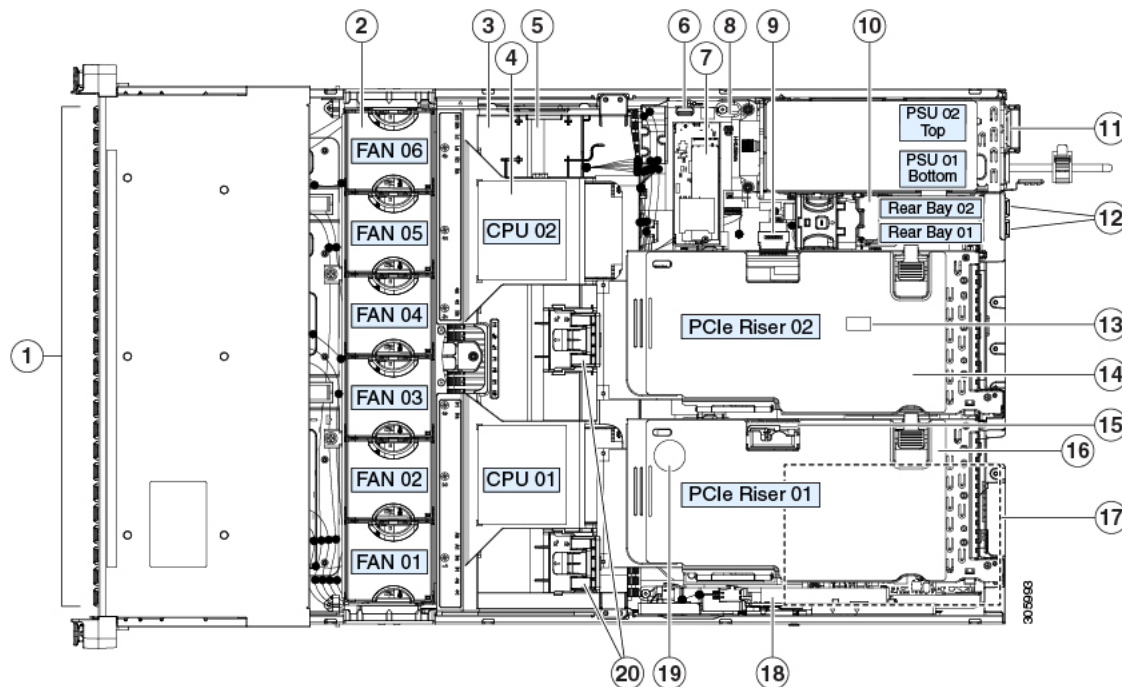 2
3
4
5
6
7
8
9
10
11
12
13
14
15
16
17
18
19
20
1
FAN 06
FAN 05
FAN 04
FAN 03
FAN 02
FAN 01
CPU 02
CPU 01
PSU 02
Top
PSU 01
Bottom
Rear Bay 02
Rear Bay 01
PCIe Riser 02
PCIe Riser 01
305993